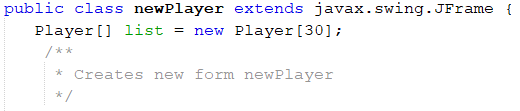 public class newPlayer extends javax.swing.JFrame {
Player[] list = new Player[30];
/**
* Creates new form newPlayer
*/